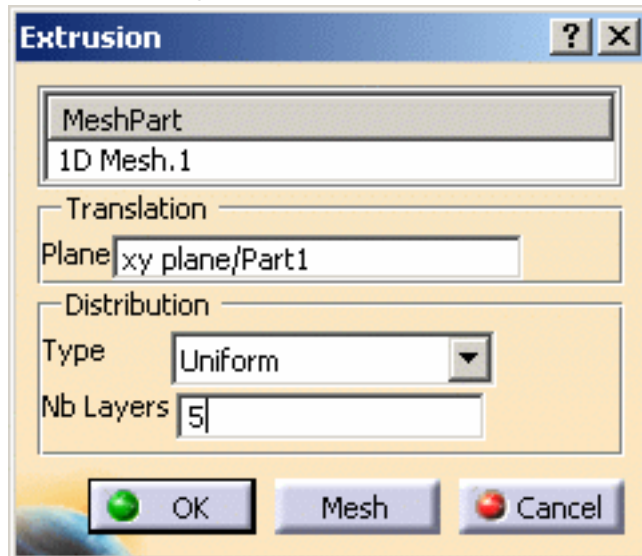 Extrusion ? X
MeshPart
1D Mesh.1
Translation
Plane xy plane/Part1
Distribution
Type Uniform
Nb Layers 5
OK Mesh Cancel